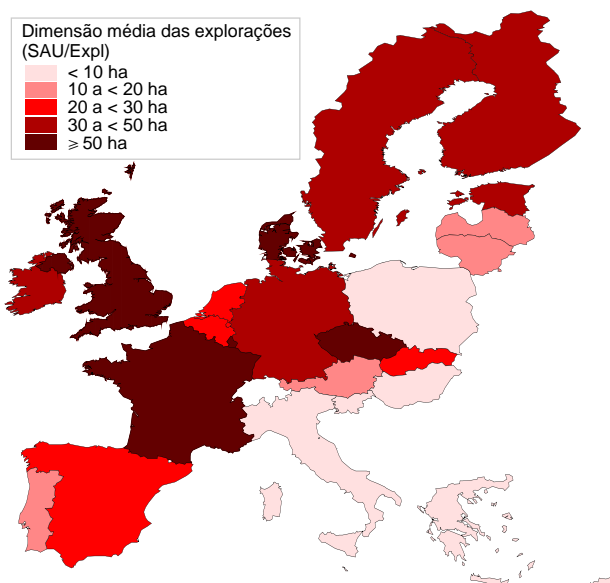 Dimensão média das explorações
(SAU/Expl)
< 10 ha
10 a < 20 ha
20 a < 30 ha
30 a < 50 ha
⩾ 50 ha